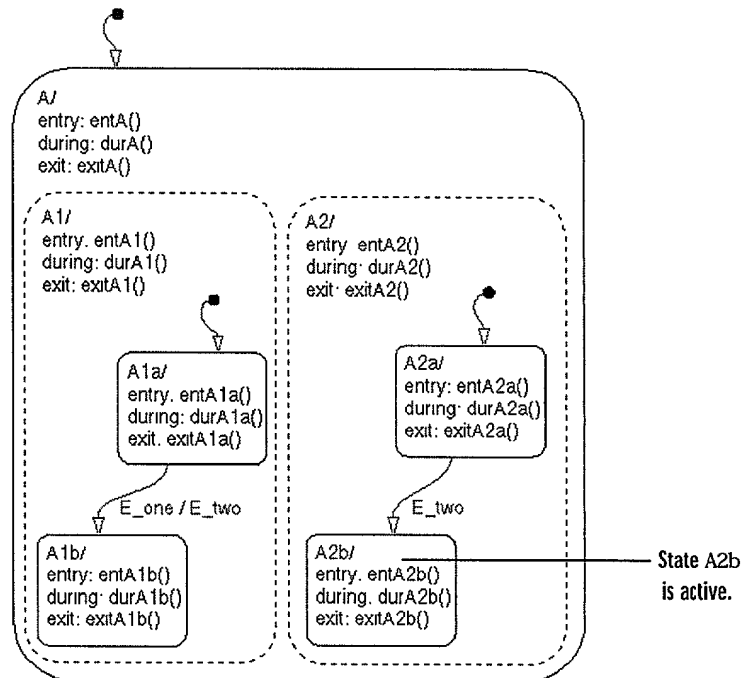 A/
entry: entA()
during: durA()
exit: exitA()
A1/
entry. entA1()
during: durA1()
exit: exitA1()
A2/
entry entA2()
during· durA2()
exit· exitA2()
A1a/
entry. entA1a()
during: durA1a()
exit. exitA1a()
A2a/
entry: entA2a()
during· durA2a()
exit: exitA2a()
E_one / E_two
E_two
A1b/
entry: entA1b()
during· durA1b()
exit: exitA1b()
A2b/
entry. entA2b()
during. durA2b()
exit: exitA2b()
State A2b
is active.